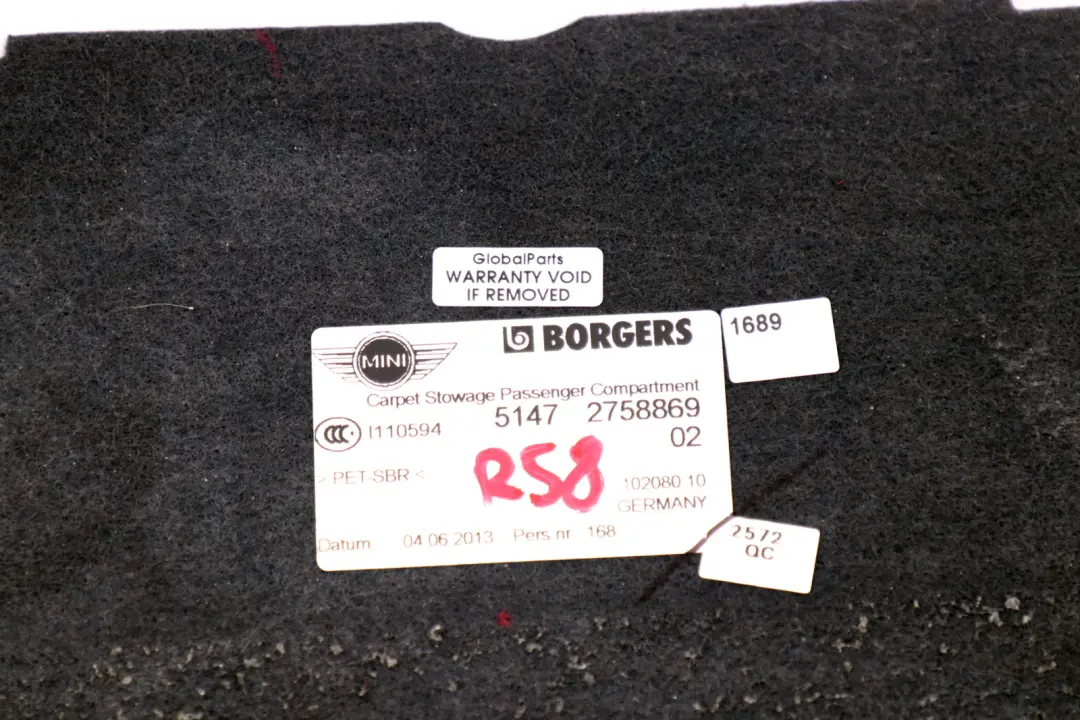 GlobalParts
WARRANTY VOID
IF REMOVED
MINI
BORGERS
1689
Carpet Stowage Passenger Compartment
5147 2758869
02
CCC I110594
> PET-SBR <
R58
102080 10
GERMANY
Datum 04 06 2013 Pers nr 168
2572
QC